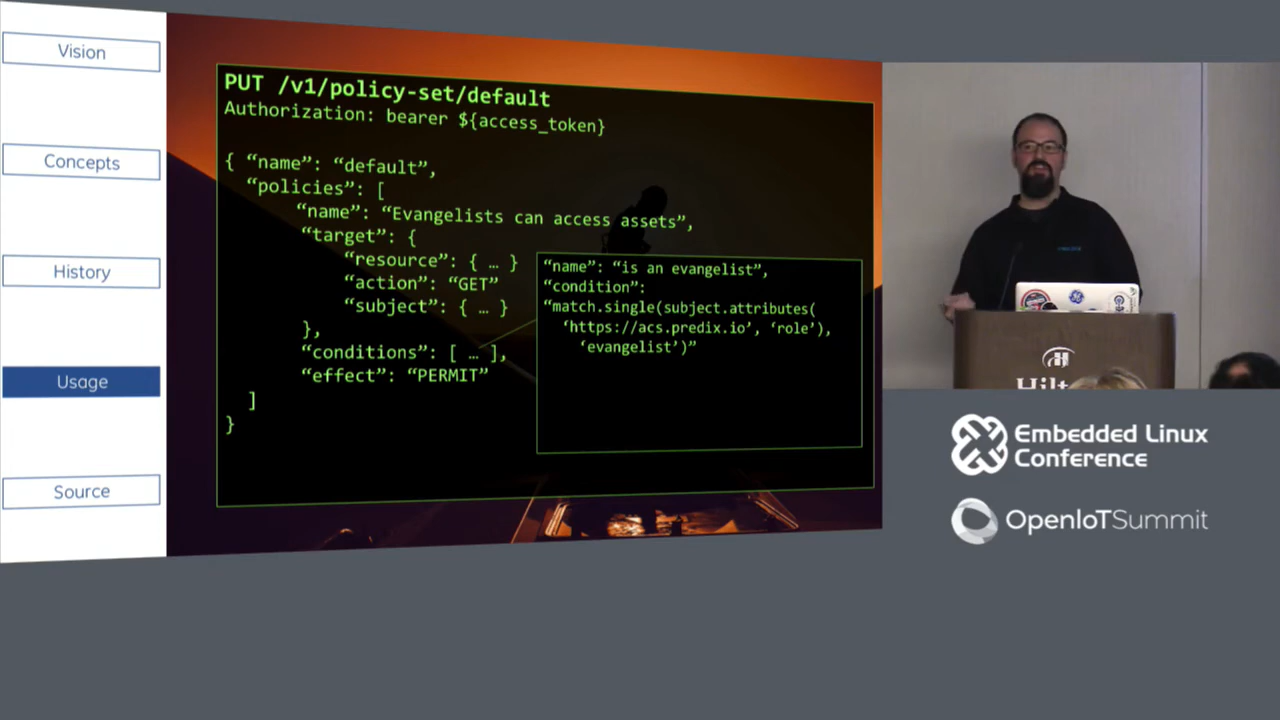 Vision
Concepts
History
Usage
Source
PUT /v1/policy-set/default
Authorization: bearer ${access_token}
{ “name”: “default”,
“policies”: [
“name”: “Evangelists can access assets”,
“target”: {
“resource”: { … }
“action”: “GET”
“subject”: { … }
},
“conditions”: [ … ],
“effect”: “PERMIT”
]
}
“name”: “is an evangelist”,
“condition”:
“match.single(subject.attributes(
‘https://acs.predix.io’, ‘role’),
‘evangelist’)”
Embedded Linux
Conference
OpenIoTSummit